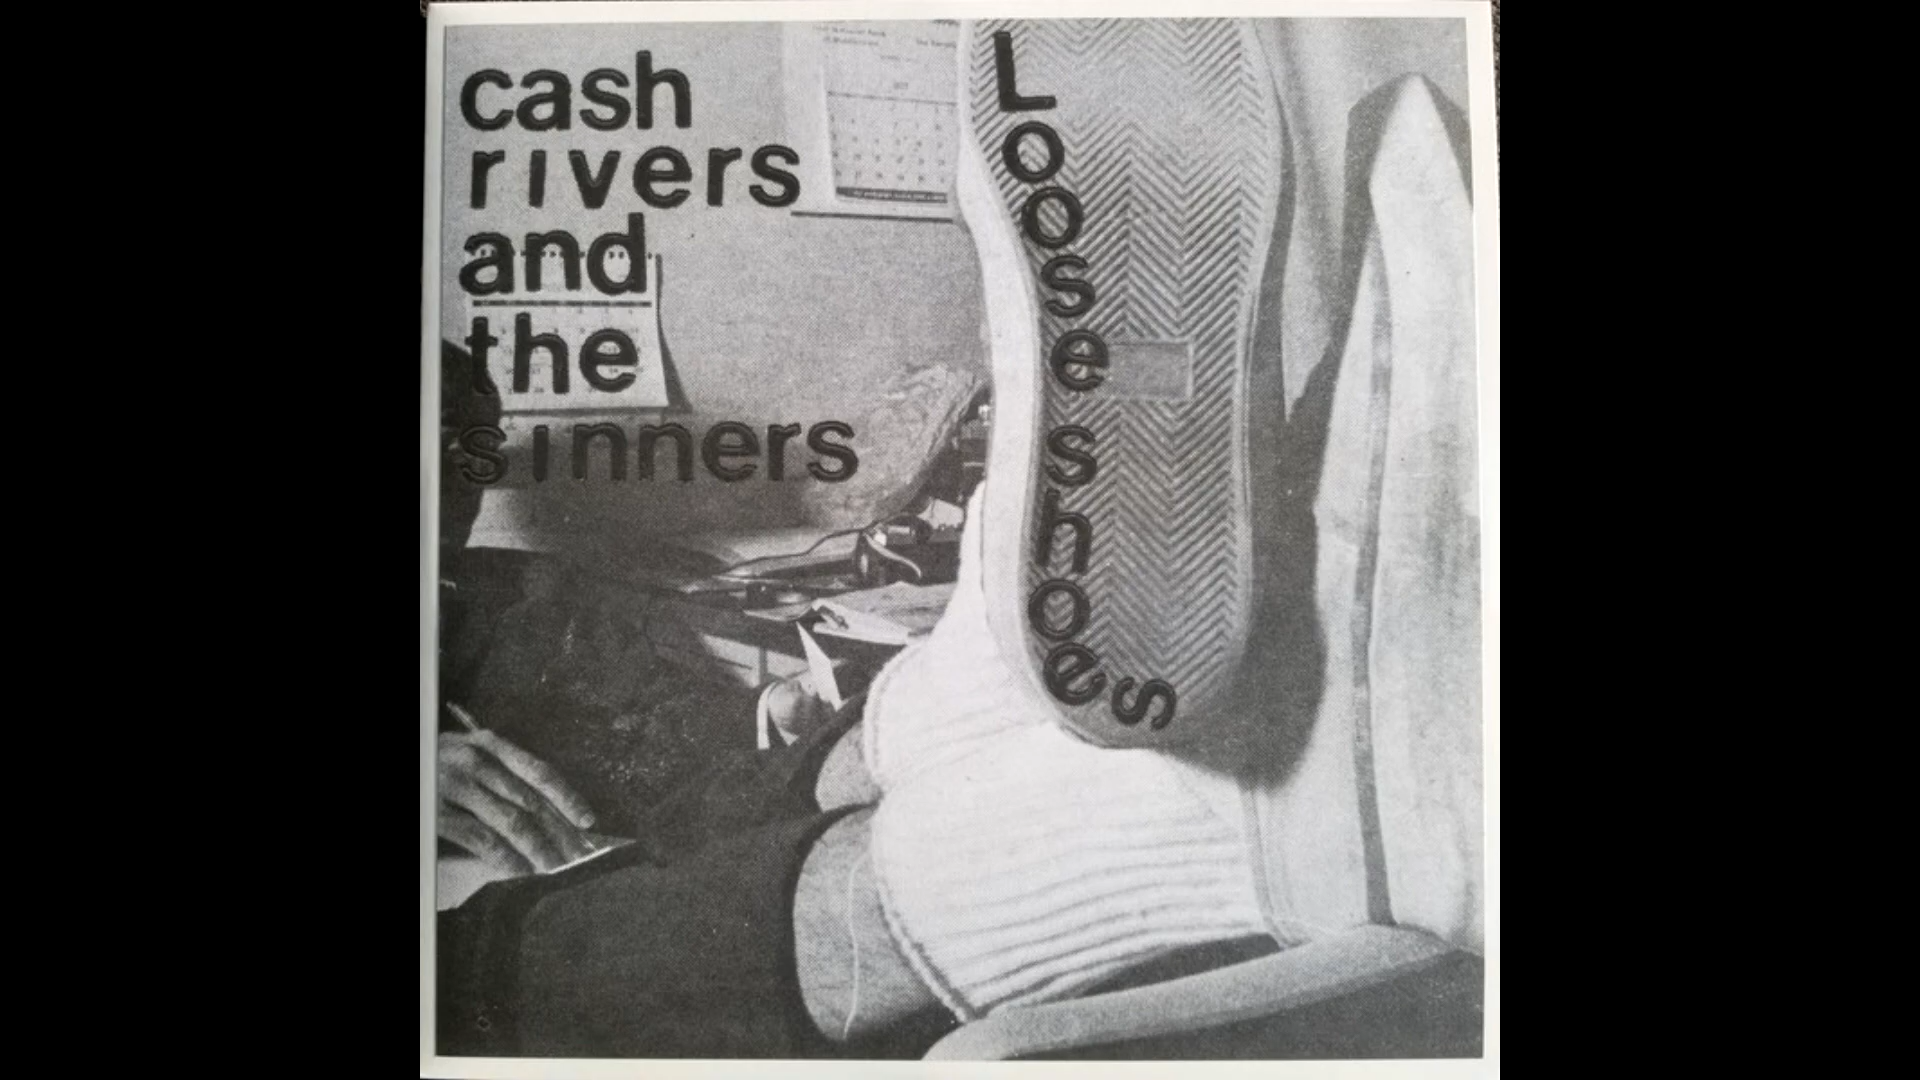 cash
rivers
and
the
sinners
Loose shoes